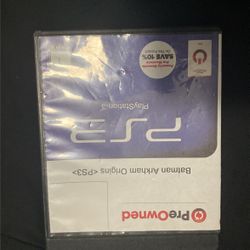 PreOwned
Batman Arkham Origins <PS3>
PS3
PlayStation 3
SAVE 10%